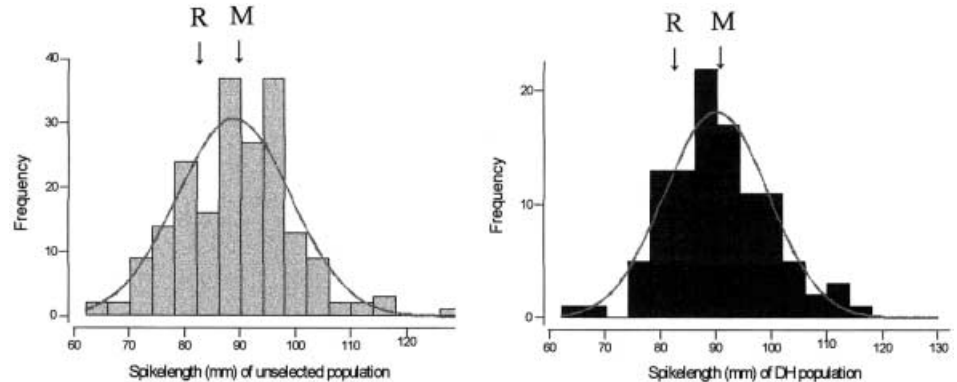 R M
40
30
20
10
0
Frequency
60 70 80 90 100 110 120
Spikelength (mm) of unselected population
R M
20
10
0
Frequency
60 70 80 90 100 110 120 130
Spikelength (mm) of DH population